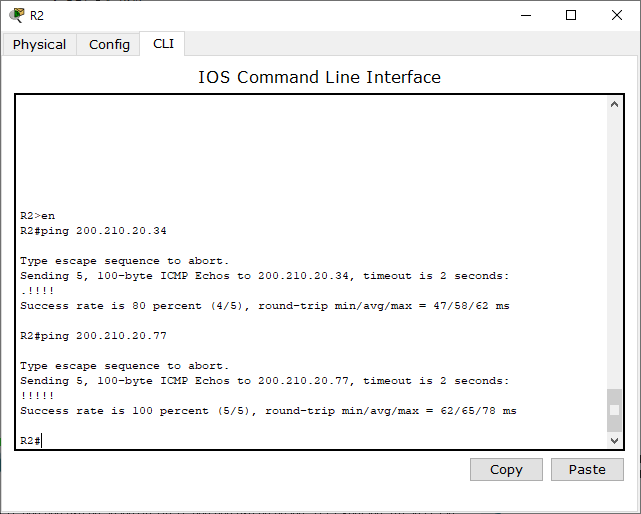 R2
Physical Config CLI
IOS Command Line Interface
R2>en
R2#ping 200.210.20.34
Type escape sequence to abort.
Sending 5, 100-byte ICMP Echos to 200.210.20.34, timeout is 2 seconds:
.!!!!
Success rate is 80 percent (4/5), round-trip min/avg/max = 47/58/62 ms
R2#ping 200.210.20.77
Type escape sequence to abort.
Sending 5, 100-byte ICMP Echos to 200.210.20.77, timeout is 2 seconds:
!!!!!
Success rate is 100 percent (5/5), round-trip min/avg/max = 62/65/78 ms
R2#
Copy Paste